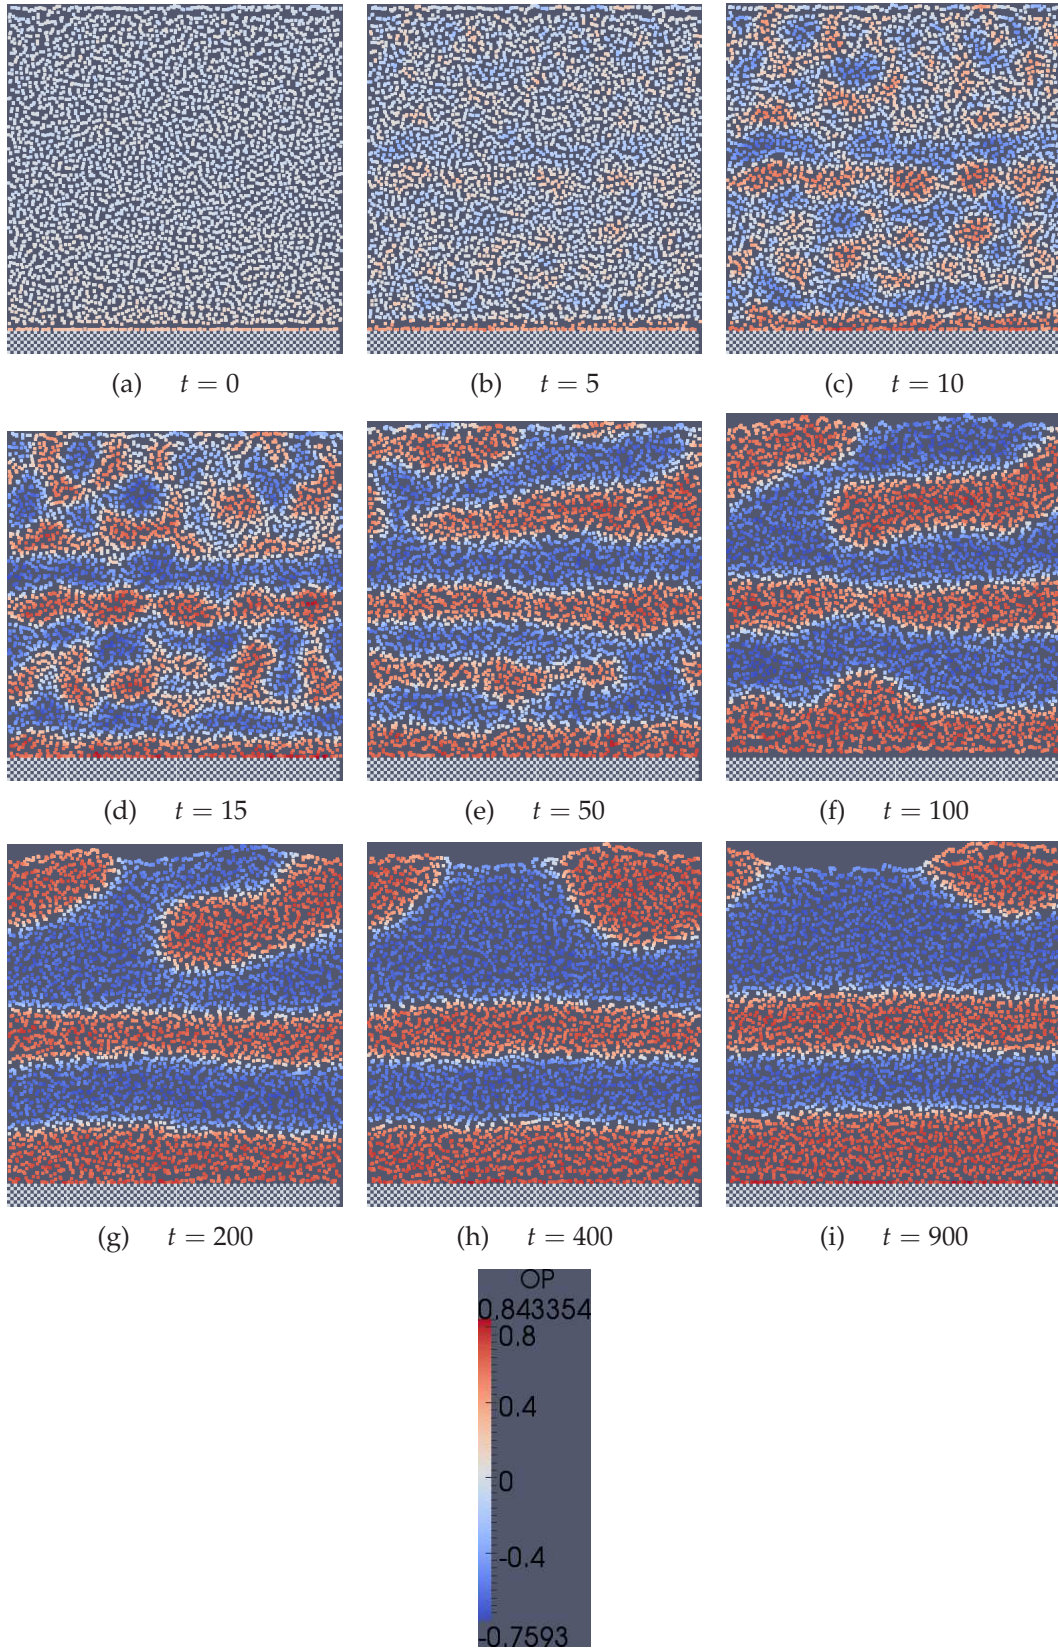 (a) t = 0
(b) t = 5
(c) t = 10
(d) t = 15
(e) t = 50
(f) t = 100
(g) t = 200
(h) t = 400
(i) t = 900
OP
0.843354
0.8
0.4
0
-0.4
-0.7593